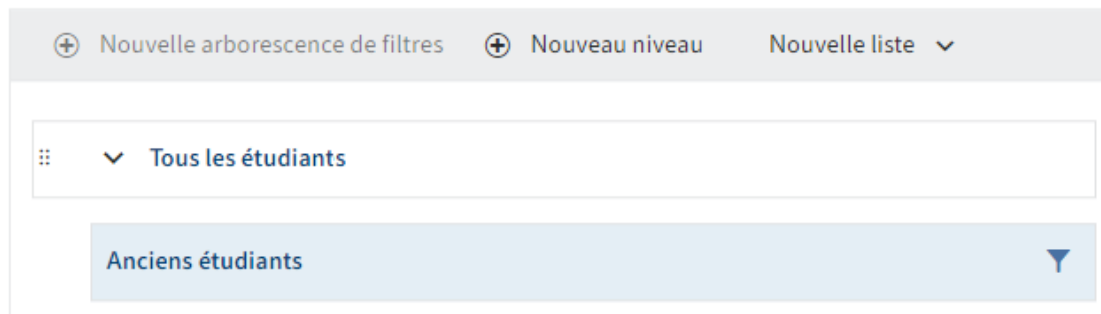 Nouvelle arborescence de filtres Nouveau niveau Nouvelle liste
Tous les étudiants
Anciens étudiants